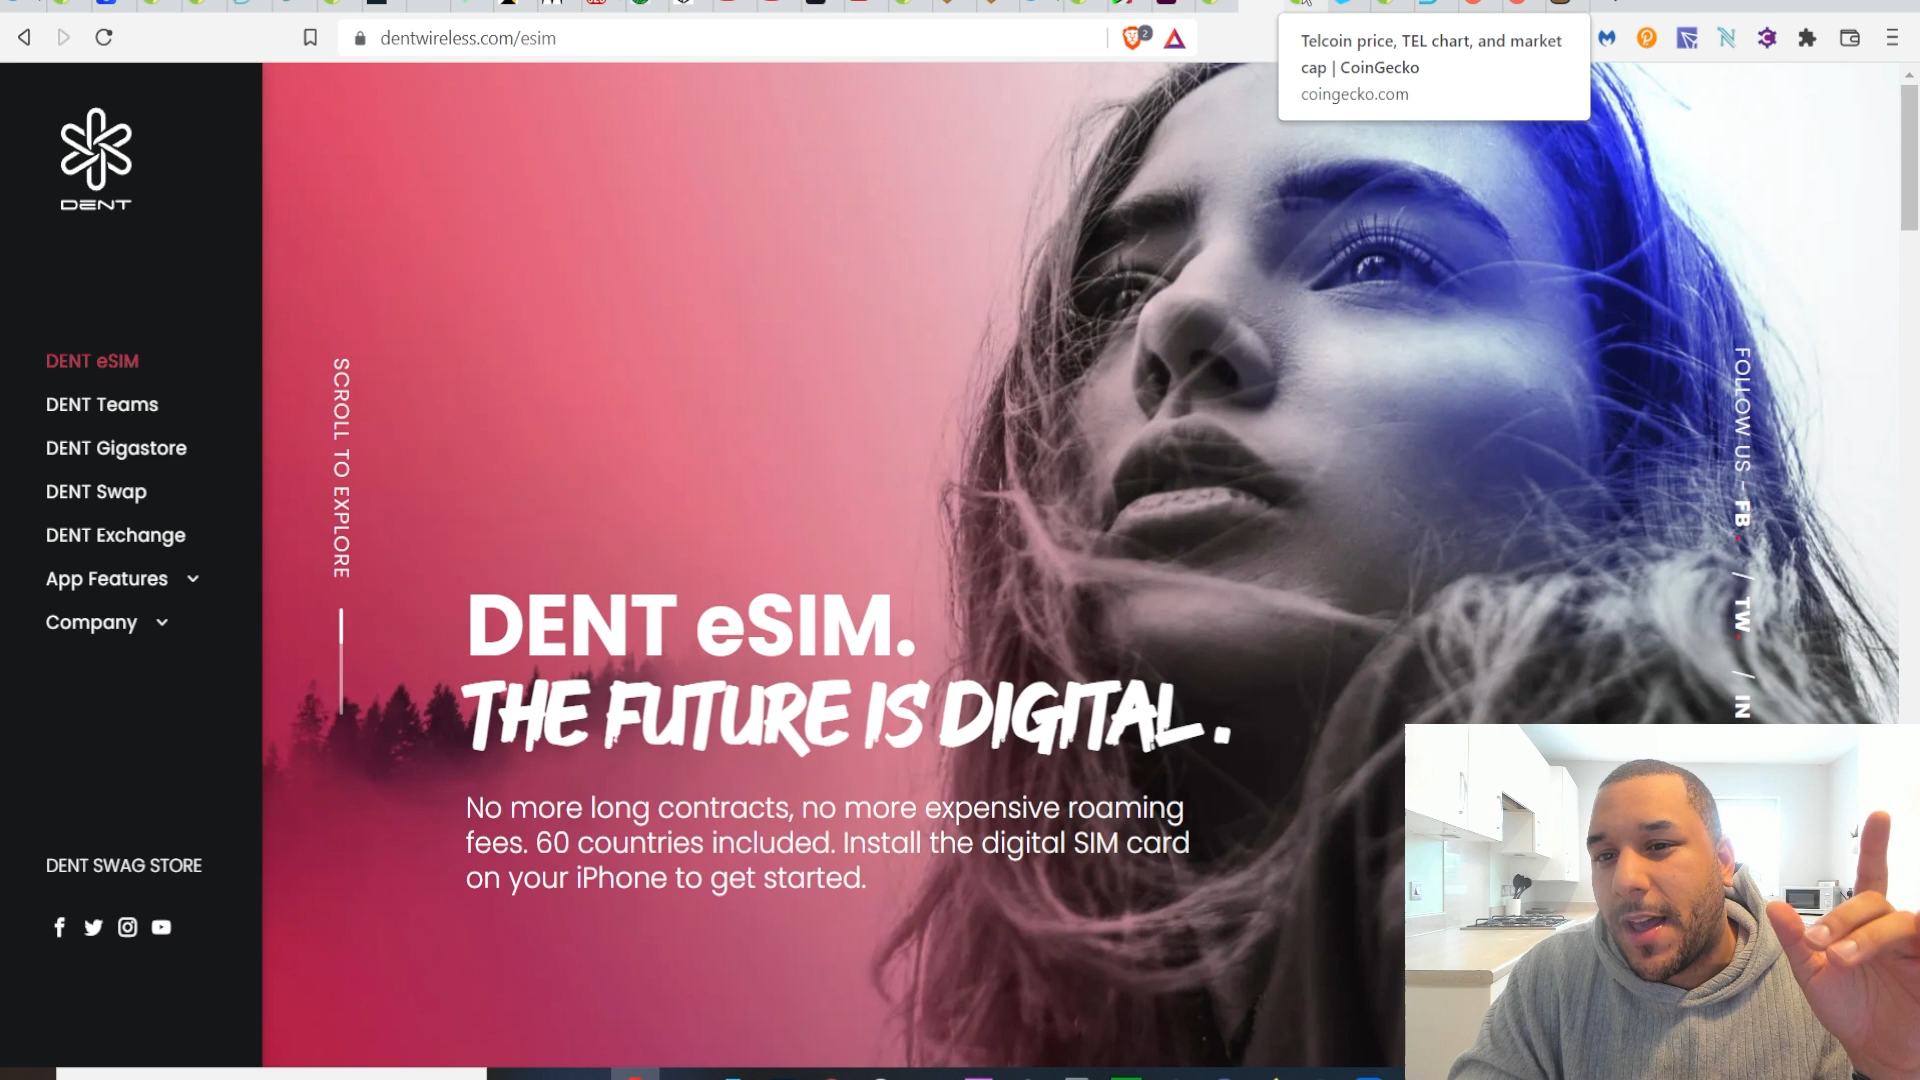 dentwireless.com/esim
2
Telcoin price, TEL chart, and market
cap | CoinGecko
coingecko.com
DENT
DENT eSIM
DENT Teams
DENT Gigastore
DENT Swap
DENT Exchange
App Features
Company
DENT SWAG STORE
SCROLL TO EXPLORE
DENT eSIM.
THE FUTURE IS DIGITAL.
No more long contracts, no more expensive roaming
fees. 60 countries included. Install the digital SIM card
on your iPhone to get started.
FOLLOW US - FB. / TW. / IN